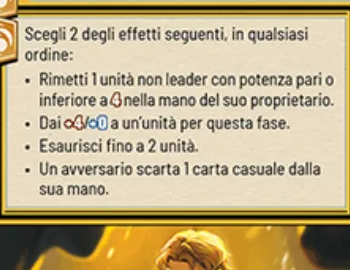 Scegli 2 degli effetti seguenti, in qualsiasi
ordine:
• Rimetti 1 unità non leader con potenza pari o
inferiore a 4 nella mano del suo proprietario.
• Dai +4/+0 a un'unità per questa fase.
• Esaurisci fino a 2 unità.
• Un avversario scarta 1 carta casuale dalla
sua mano.